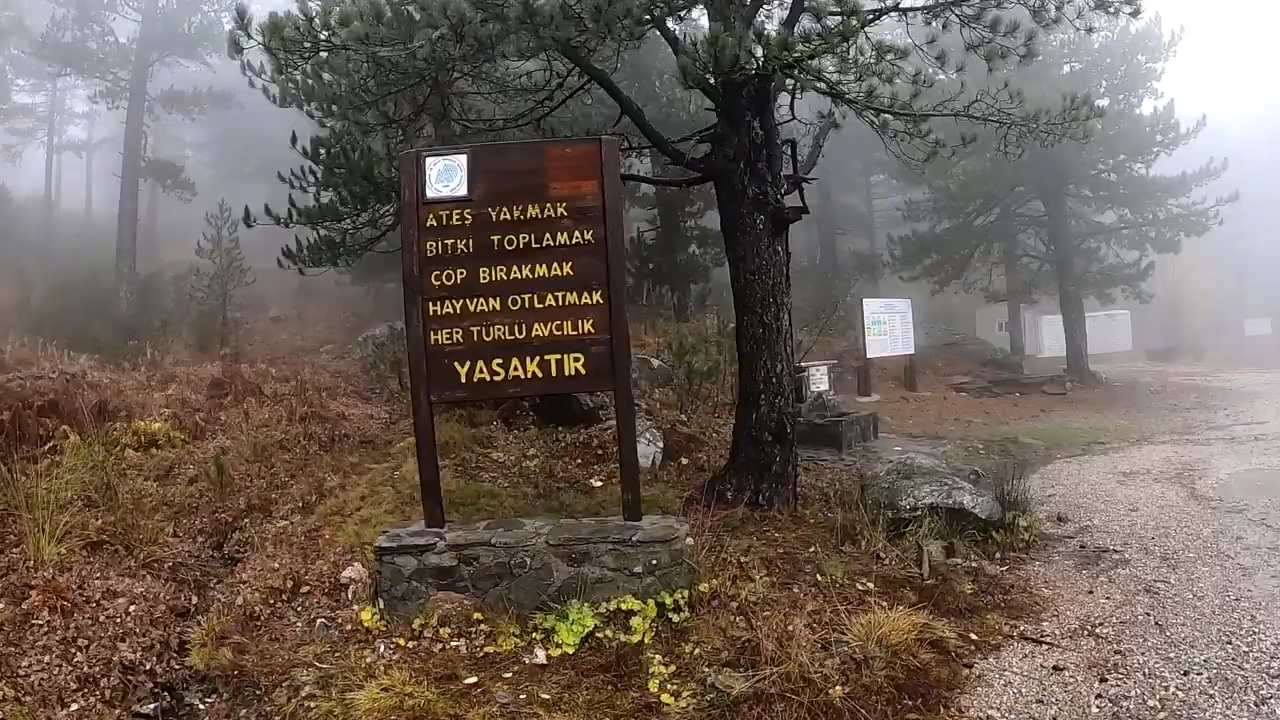 ATEŞ YAKMAK
BİTKİ TOPLAMAK
ÇÖP BIRAKMAK
HAYVAN OTLATMAK
HER TÜRLÜ AVCILIK
YASAKTIR